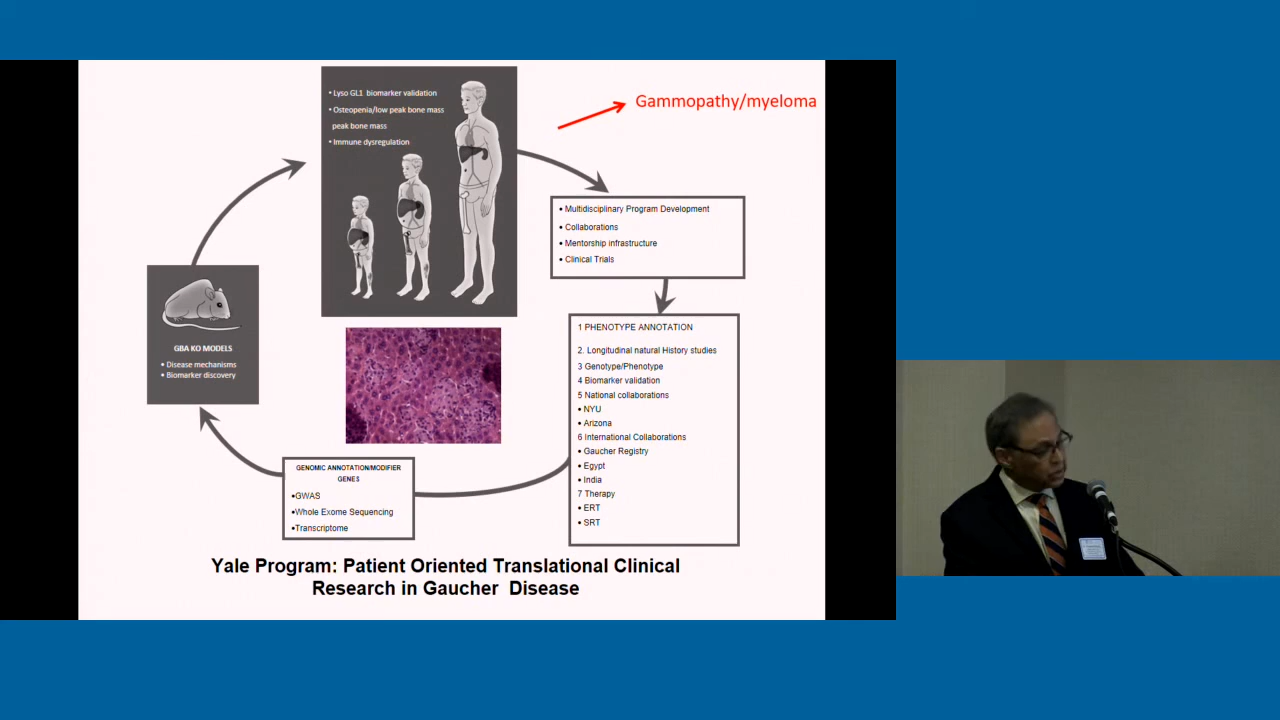 • Lyso GL1 biomarker validation
• Osteopenia/low peak bone mass
peak bone mass
• Immune dysregulation
Gammopathy/myeloma
• Multidisciplinary Program Development
• Collaborations
• Mentorship infrastructure
• Clinical Trials
GBA KO MODELS
• Disease mechanisms
• Biomarker discovery
1 PHENOTYPE ANNOTATION
2. Longitudinal natural History studies
3 Genotype/Phenotype
4 Biomarker validation
5 National collaborations
• NYU
• Arizona
6 International Collaborations
• Gaucher Registry
• Egypt
• India
7 Therapy
• ERT
• SRT
GENOMIC ANNOTATION/MODIFIER
GENES
•GWAS
•Whole Exome Sequencing
•Transcriptome
Yale Program: Patient Oriented Translational Clinical
Research in Gaucher Disease